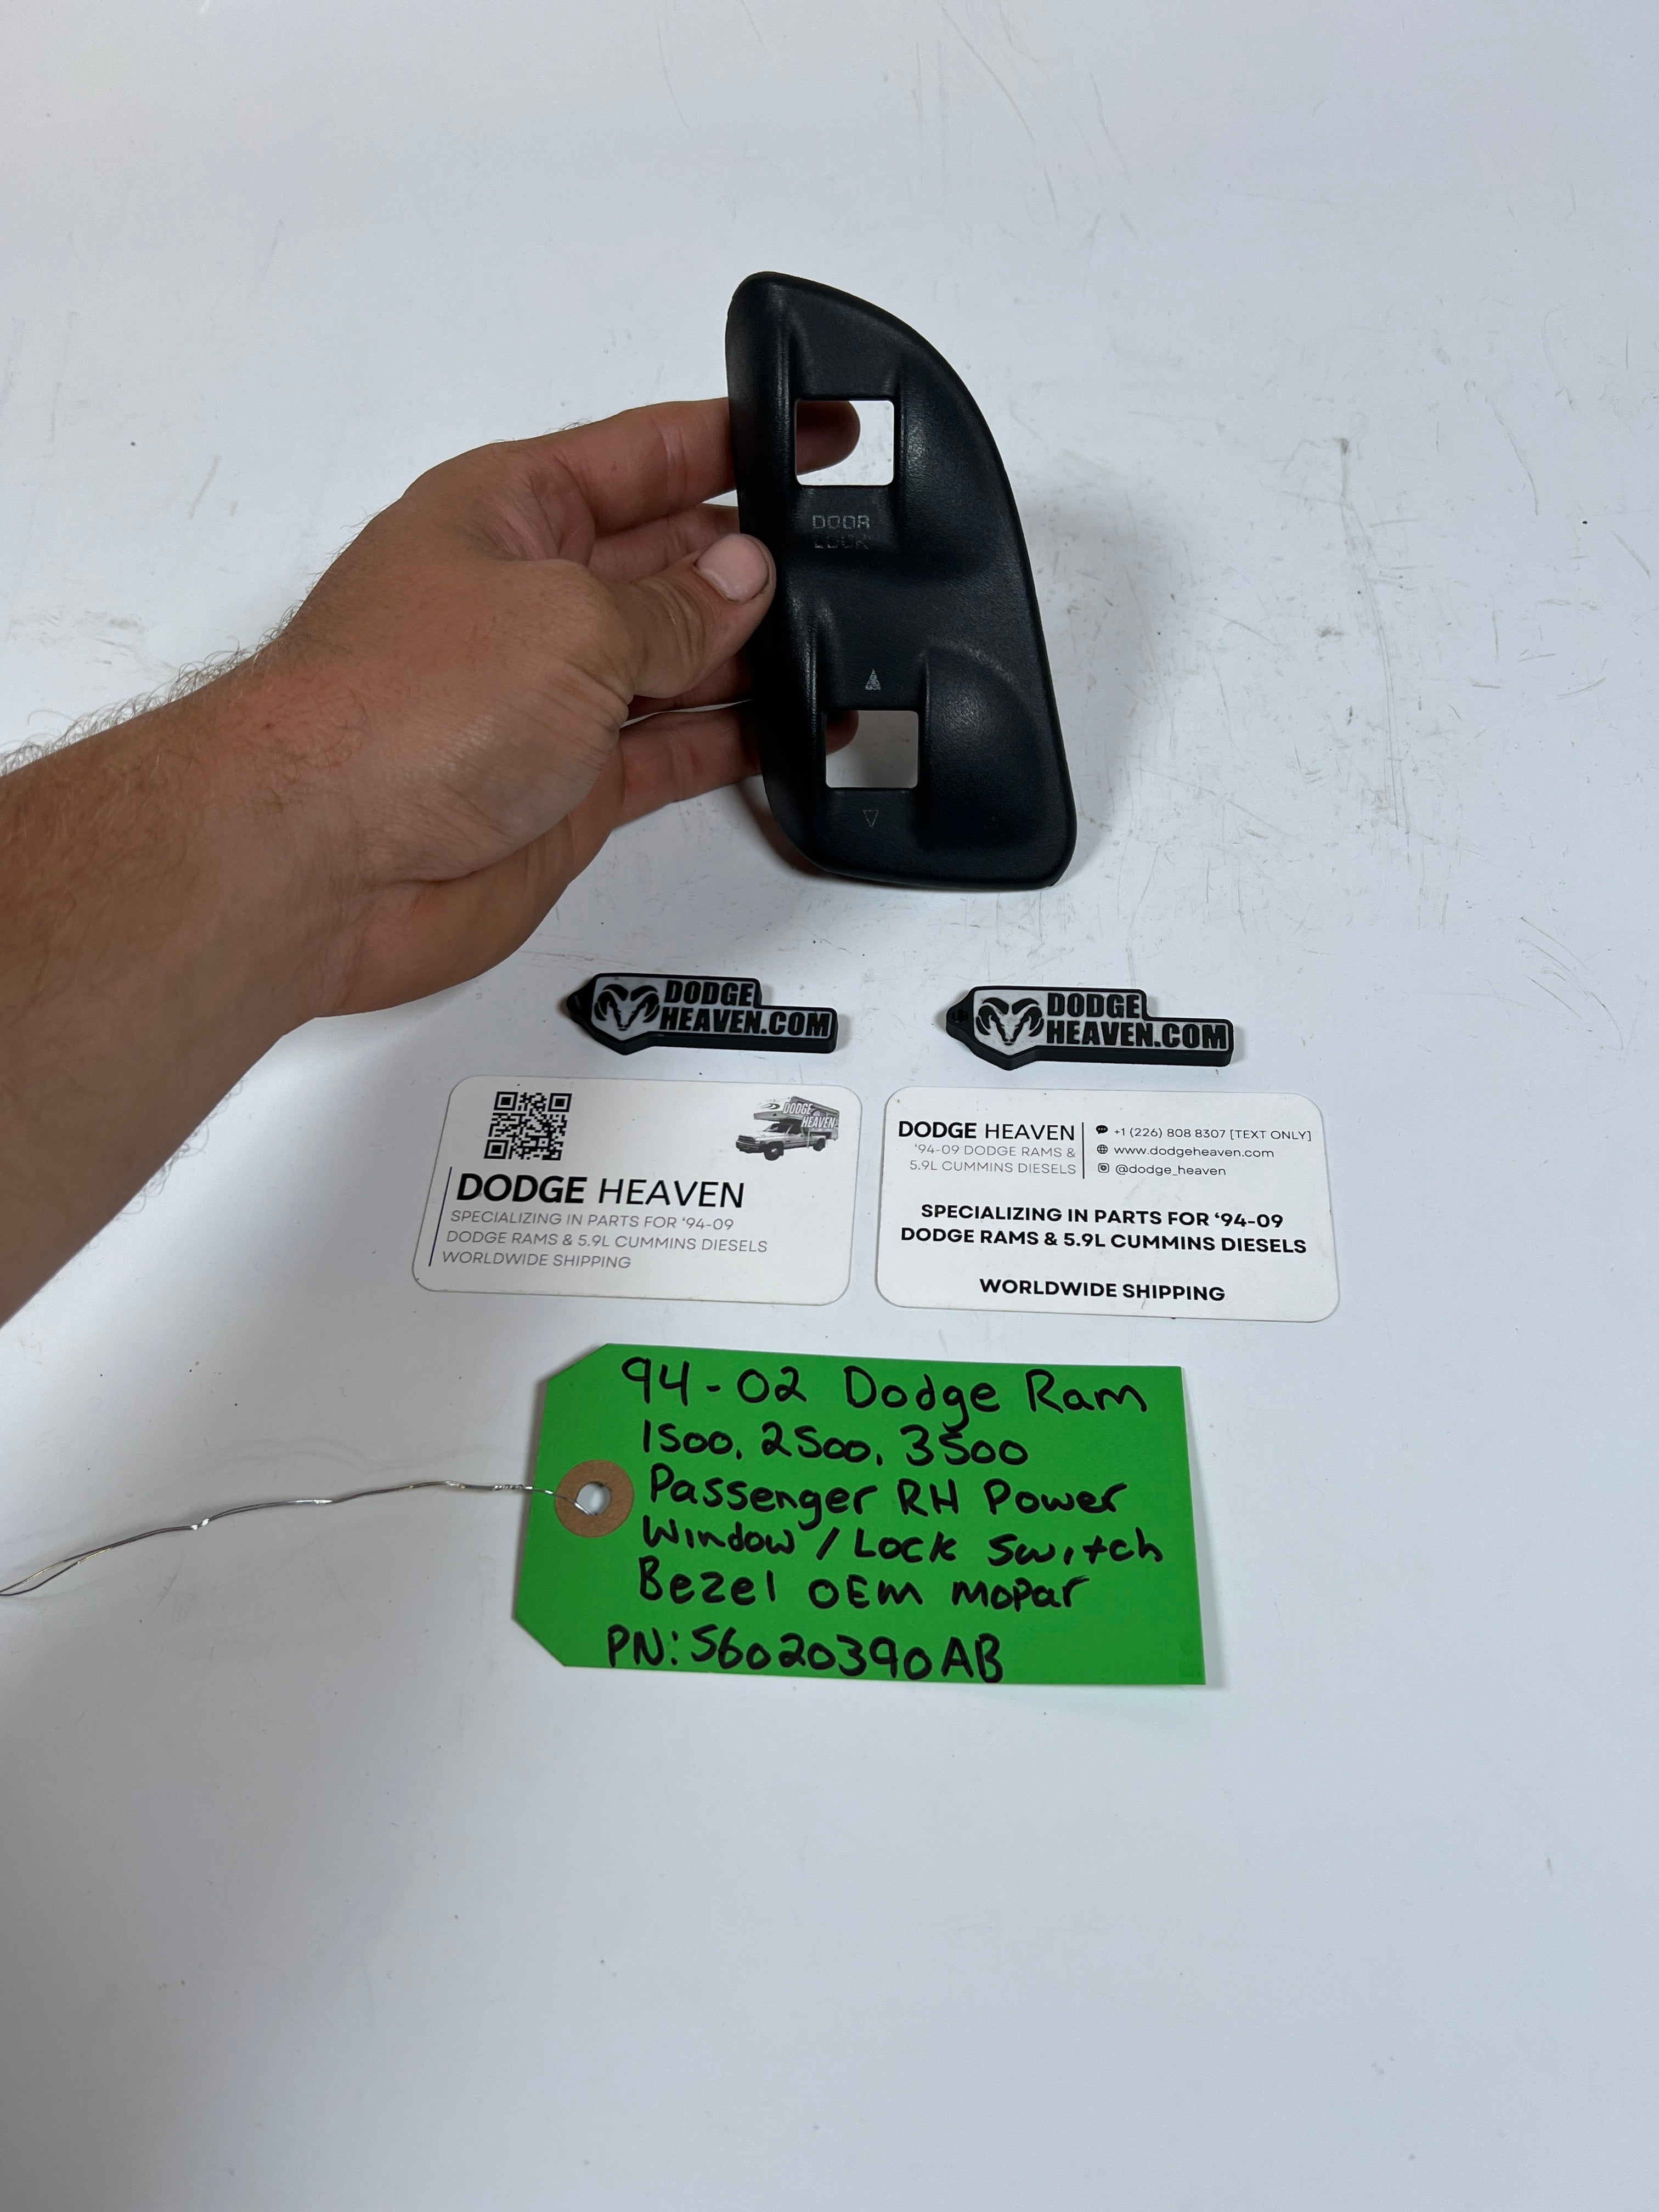 DOOR
LOCK
DODGE
HEAVEN.COM
DODGE
HEAVEN.COM
DODGE
HEAVEN
DODGE HEAVEN
SPECIALIZING IN PARTS FOR ‘94-09
DODGE RAMS & 5.9L CUMMINS DIESELS
WORLDWIDE SHIPPING
DODGE HEAVEN
‘94-09 DODGE RAMS &
5.9L CUMMINS DIESELS
+1 (226) 808 8307 [TEXT ONLY]
www.dodgeheaven.com
@dodge_heaven
SPECIALIZING IN PARTS FOR ‘94-09
DODGE RAMS & 5.9L CUMMINS DIESELS
WORLDWIDE SHIPPING
94-02 Dodge Ram
1500, 2500, 3500
Passenger RH Power
Window / Lock Switch
Bezel OEM Mopar
PN: 56020390AB